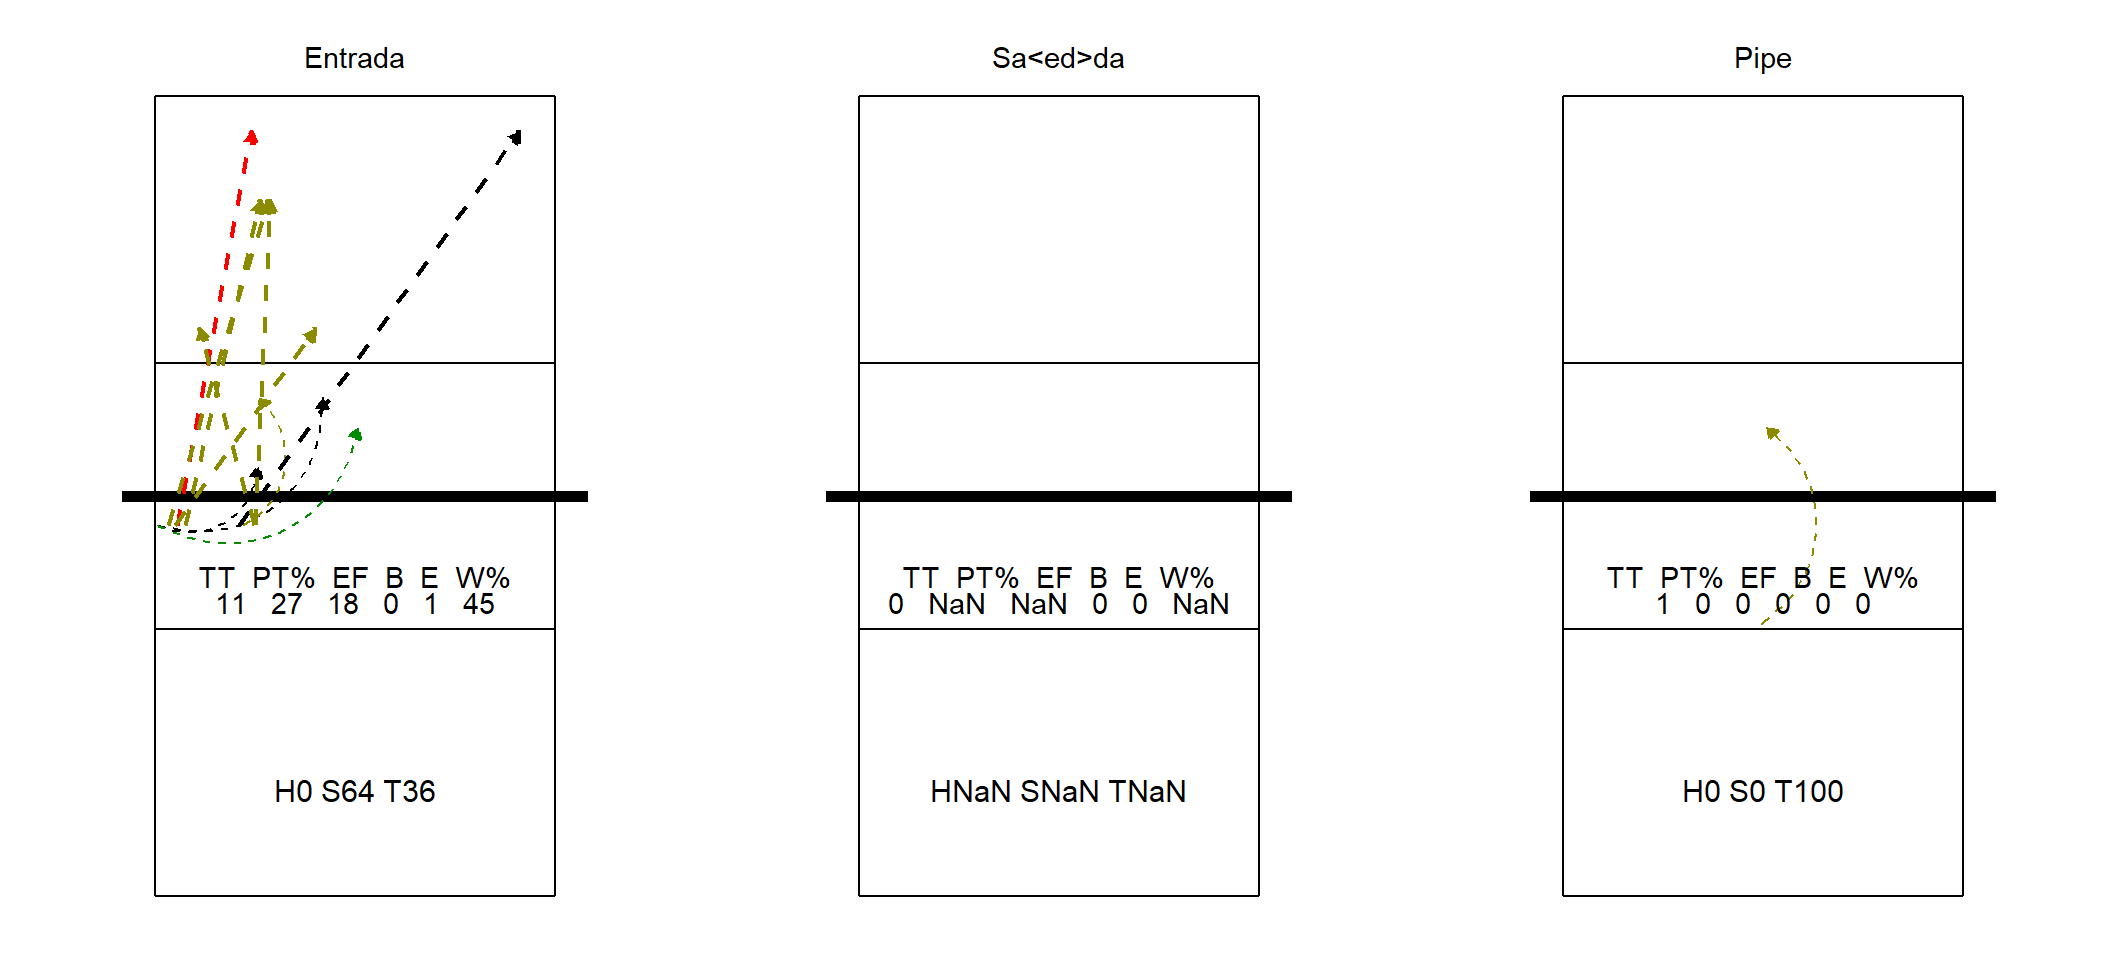 Entrada
TT PT% EF B E W%
11 27 18 0 1 45
H0 S64 T36
Sa<ed>da
TT PT% EF B E W%
0 NaN NaN 0 0 NaN
HNaN SNaN TNaN
Pipe
TT PT% EF B E W%
1 0 0 0 0 0
H0 S0 T100